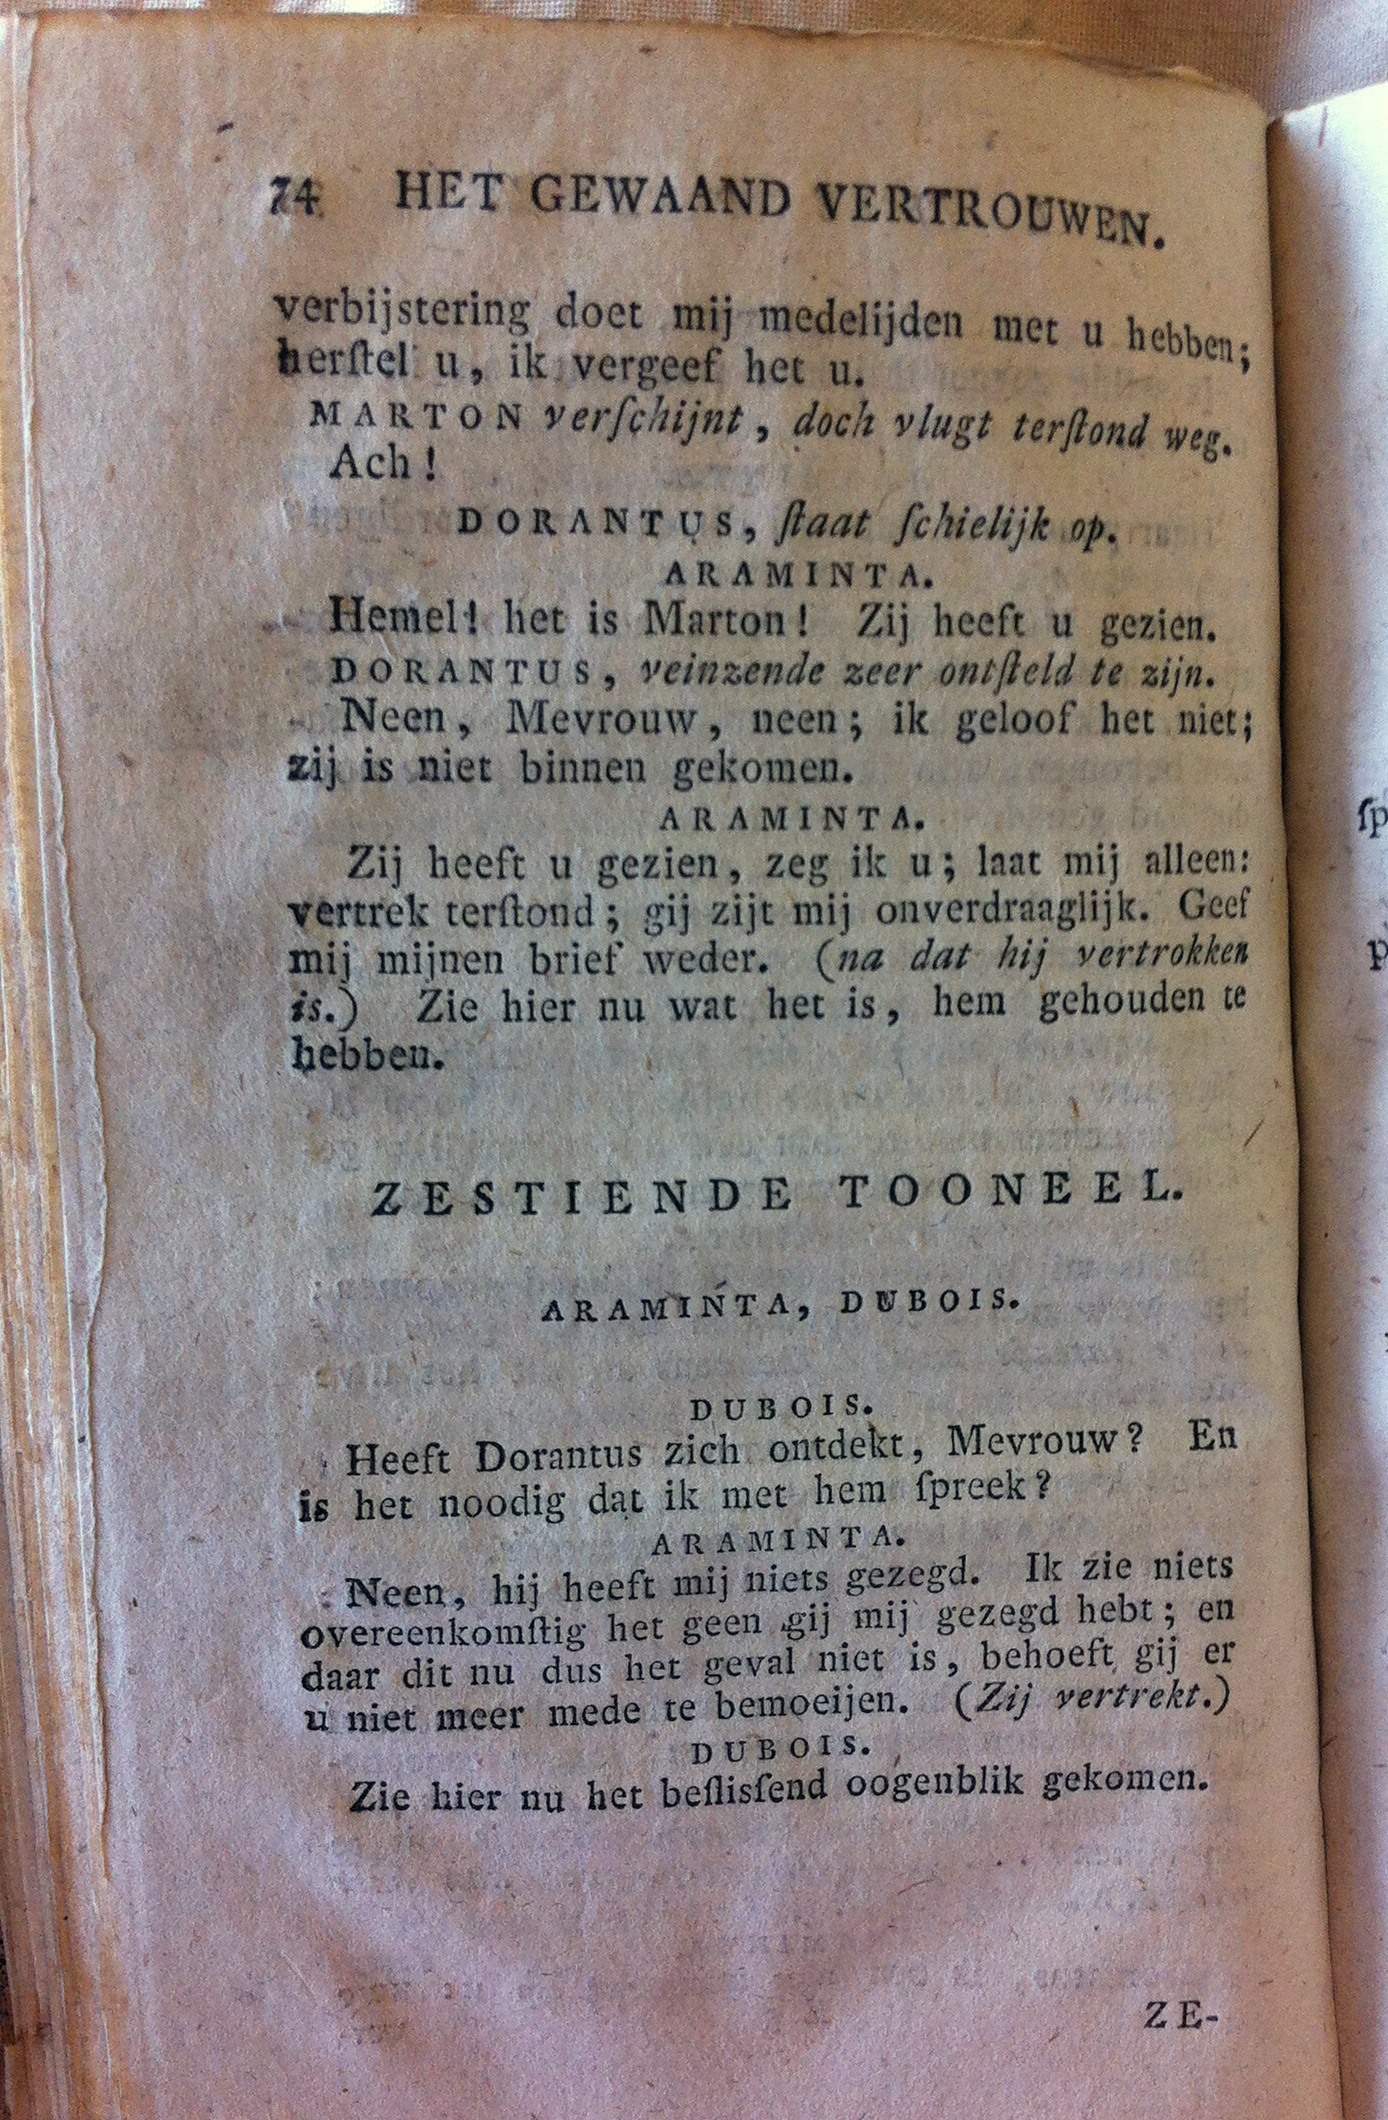 74 HET GEWAAND VERTROUWEN.
verbijstering doet mij medelijden met u hebben;
herſtel u, ik vergeef het u.
MARTON verſchijnt, doch vlugt terſtond weg.
Ach!
DORANTUS, ſtaat ſchielijk op.
ARAMINTA.
Hemel! het is Marton! Zij heeft u gezien.
DORANTUS, veinzende zeer ontſteld te zijn.
Neen, Mevrouw, neen; ik geloof het niet;
zij is niet binnen gekomen.
ARAMINTA.
Zij heeft u gezien, zeg ik u; laat mij alleen:
vertrek terſtond; gij zijt mij onverdraaglijk. Geef
mij mijnen brief weder. (na dat hij vertrokken
is.) Zie hier nu wat het is, hem gehouden te
hebben.
ZESTIENDE TOONEEL.
ARAMINTA, DUBOIS.
DUBOIS.
Heeft Dorantus zich ontdekt, Mevrouw? En
is het noodig dat ik met hem ſpreek?
ARAMINTA.
Neen, hij heeft mij niets gezegd. Ik zie niets
overeenkomſtig het geen gij mij gezegd hebt; en
daar dit nu dus het geval niet is, behoeft gij er
u niet meer mede te bemoeijen. (Zij vertrekt.)
DUBOIS.
Zie hier nu het beſlisſend oogenblik gekomen.
ZE-